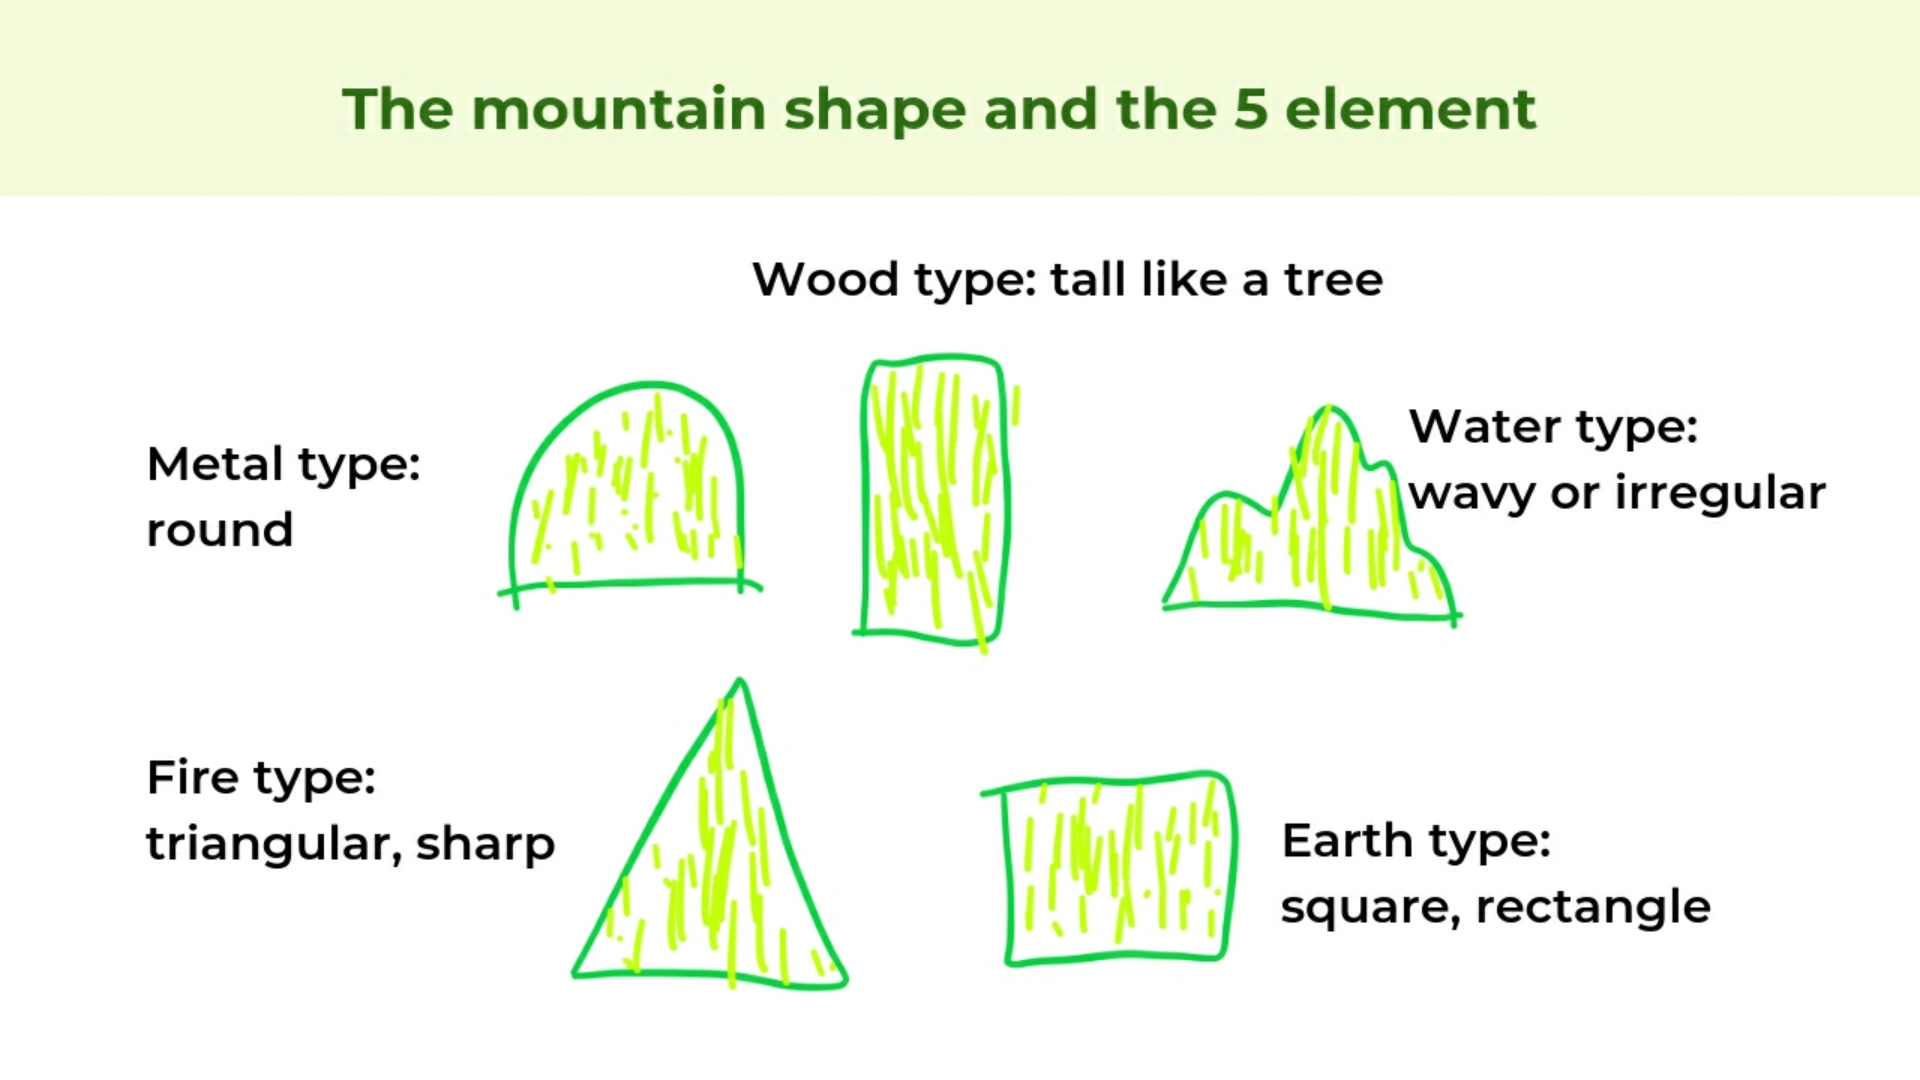 The mountain shape and the 5 element
Wood type: tall like a tree
Metal type:
round
Water type:
wavy or irregular
Fire type:
triangular, sharp
Earth type:
square, rectangle